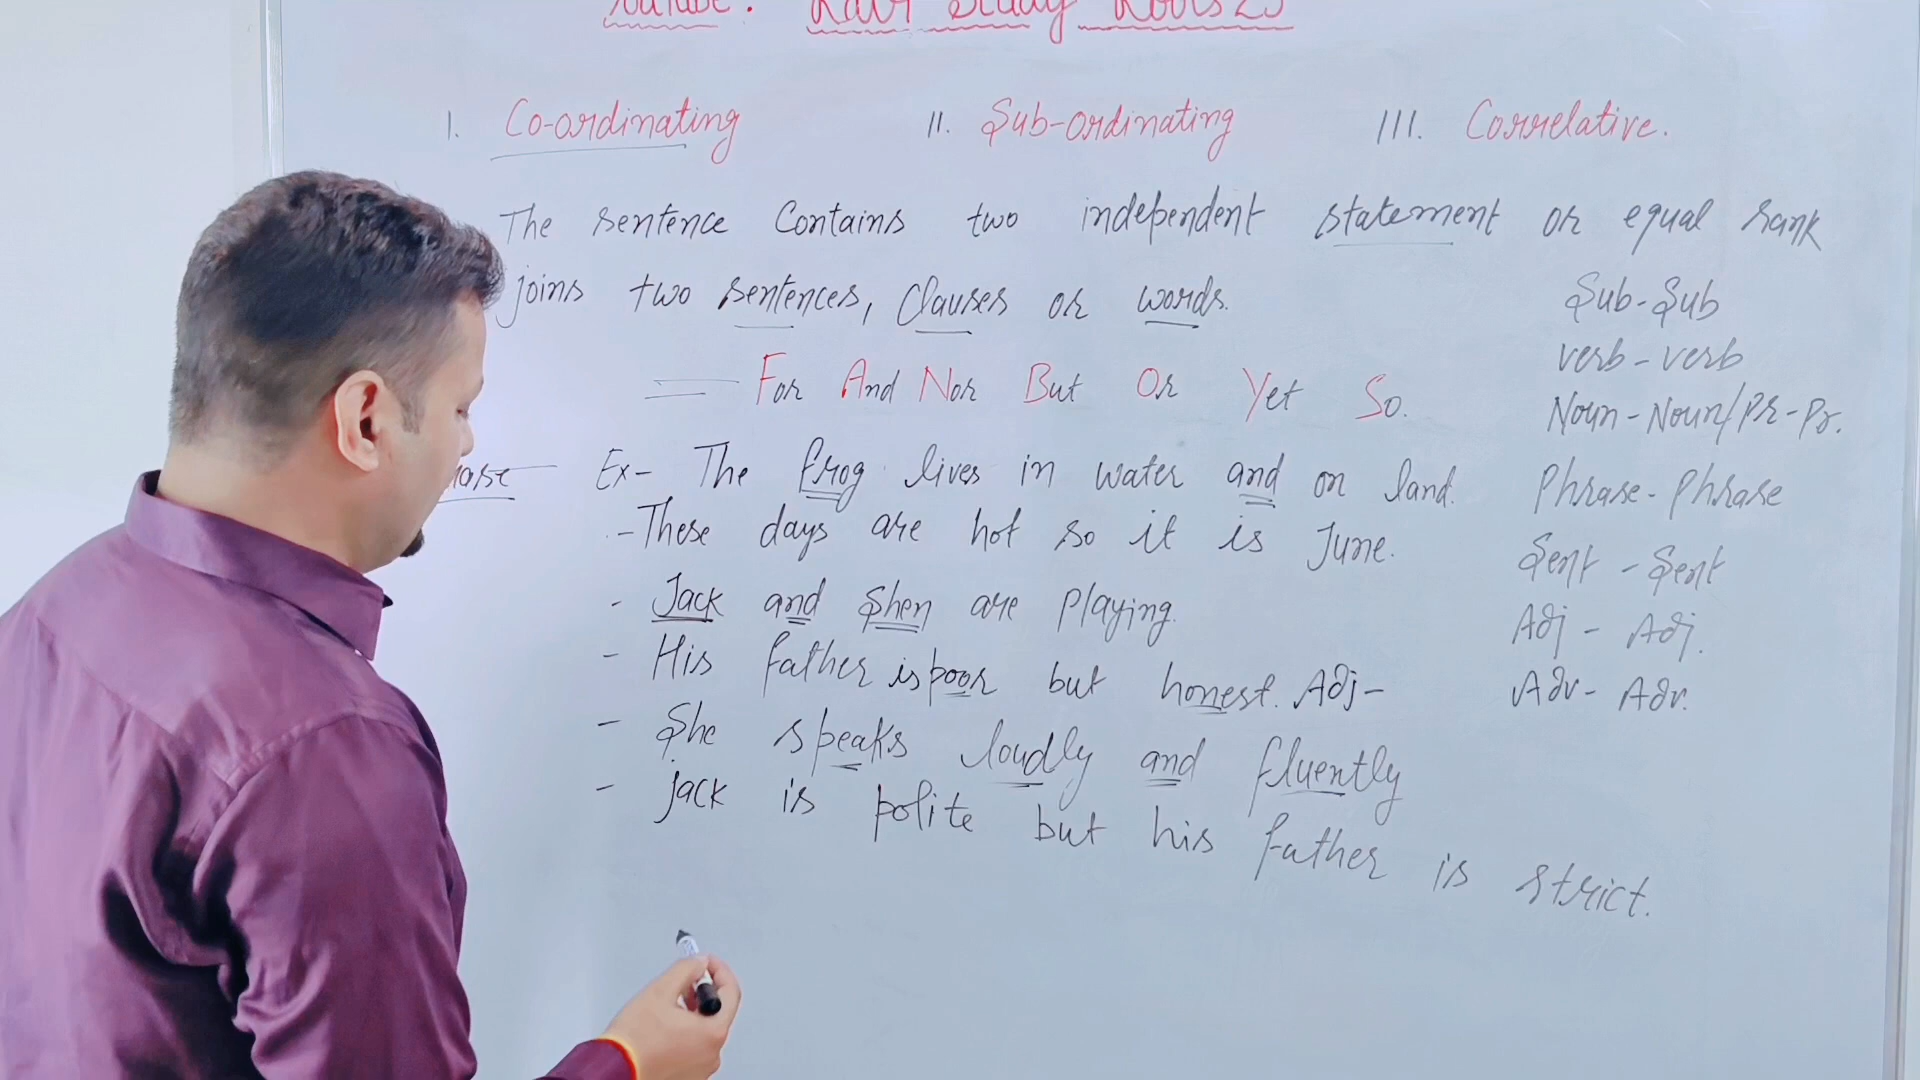 Study
I. Co-ordinating II. Sub-ordinating III. Correlative.
The sentence Contains two independent statement or equal rank
joins two sentences, Clauses or words.
= For And Nor But Or Yet So.
Ex- The frog lives in water and on land.
- These days are hot so it is June.
- Jack and Shen are playing.
- His father is poor but honest. Adj-
- She speaks loudly and fluently
- jack is polite but his father is strict.
Sub-Sub
verb-verb
Noun-Noun/Pr-Pr.
Phrase-Phrase
Sent-Sent
Adj - Adj.
Adv- Adv.